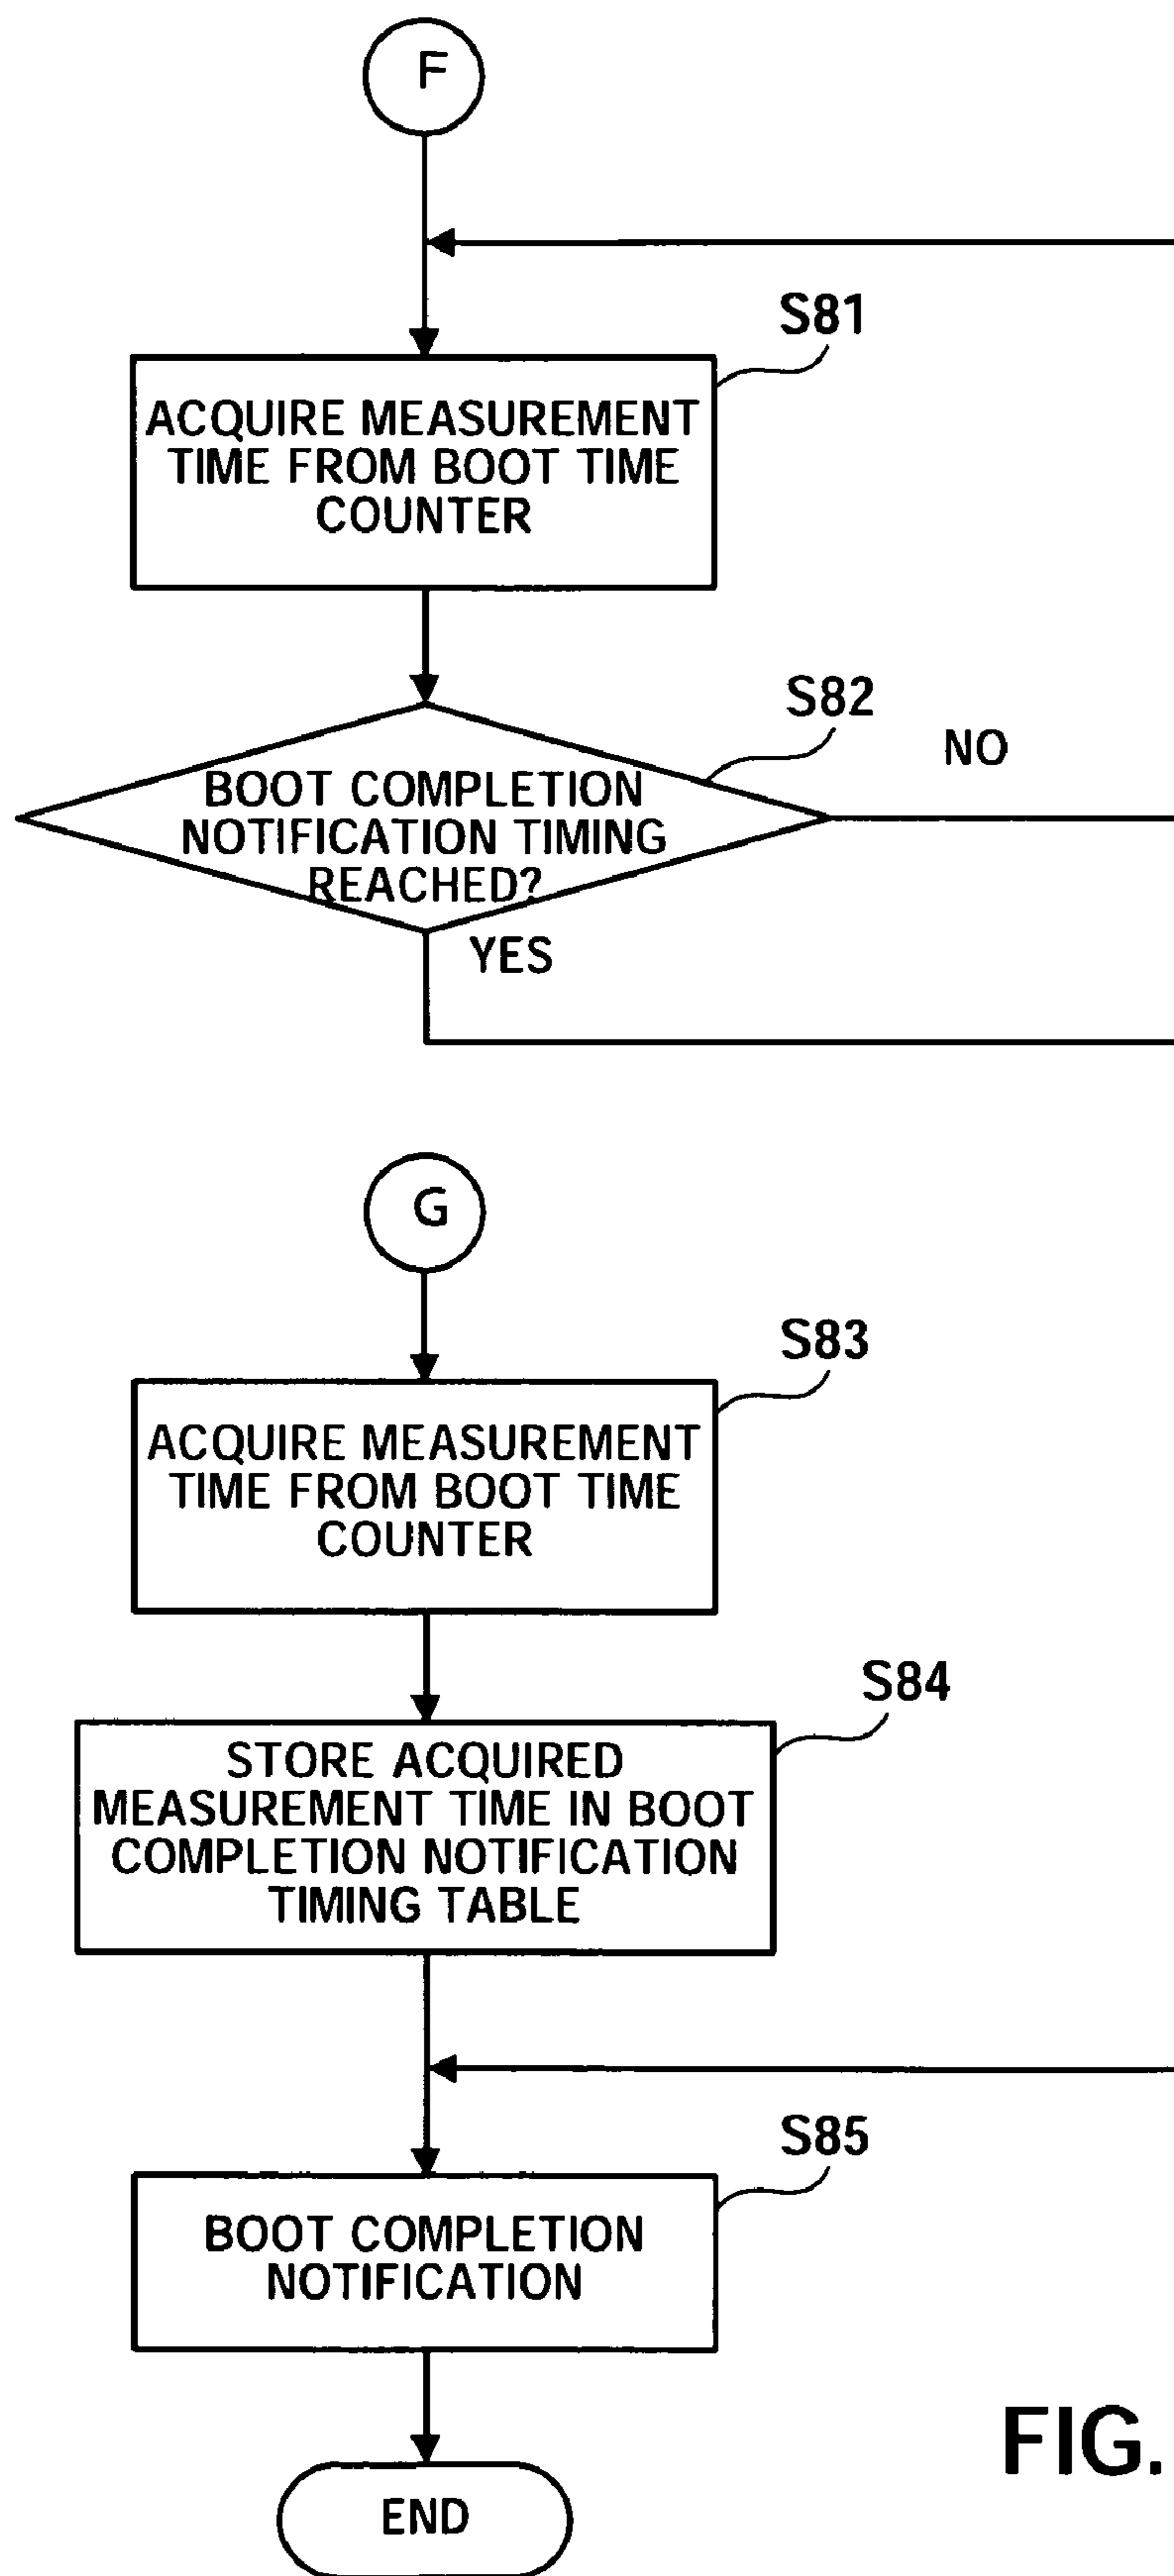 F
S81
ACQUIRE MEASUREMENT
TIME FROM BOOT TIME
COUNTER
S82
NO
BOOT COMPLETION
NOTIFICATION TIMING
REACHED?
YES
G
S83
ACQUIRE MEASUREMENT
TIME FROM BOOT TIME
COUNTER
S84
STORE ACQUIRED
MEASUREMENT TIME IN BOOT
COMPLETION NOTIFICATION
TIMING TABLE
S85
BOOT COMPLETION
NOTIFICATION
FIG.
END